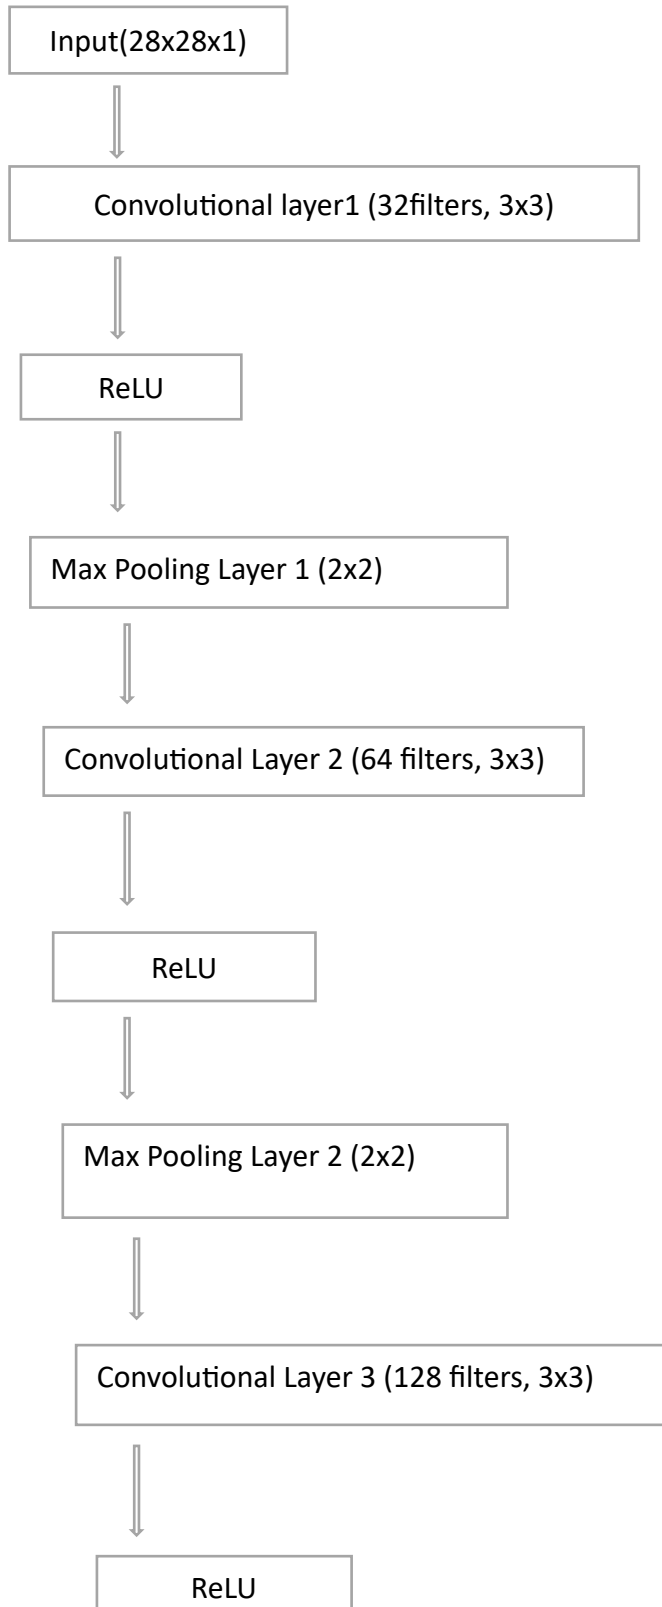 Input(28x28x1)
Convolutional layer1 (32filters, 3x3)
ReLU
Max Pooling Layer 1 (2x2)
Convolutional Layer 2 (64 filters, 3x3)
ReLU
Max Pooling Layer 2 (2x2)
Convolutional Layer 3 (128 filters, 3x3)
ReLU